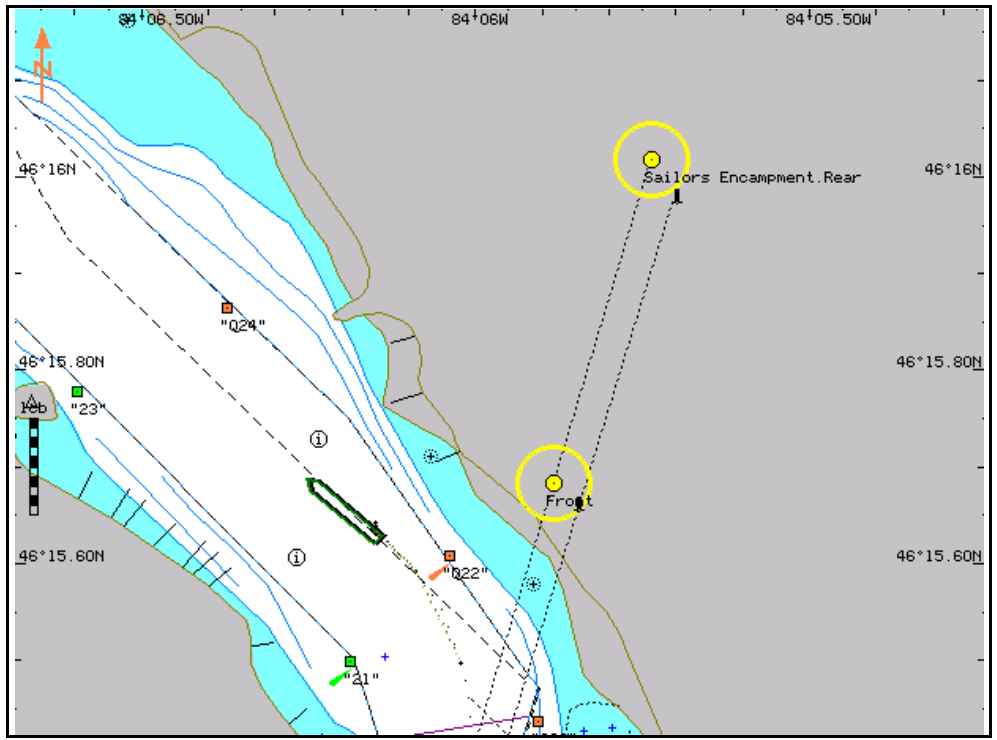 84°06.50W
84°06W
84°05.50W
N
46°16N
46°16N
Sailors Encampment.Rear
"Q24"
46°15.80N
46°15.80N
"23"
Front
46°15.60N
46°15.60N
"Q22"
"21"